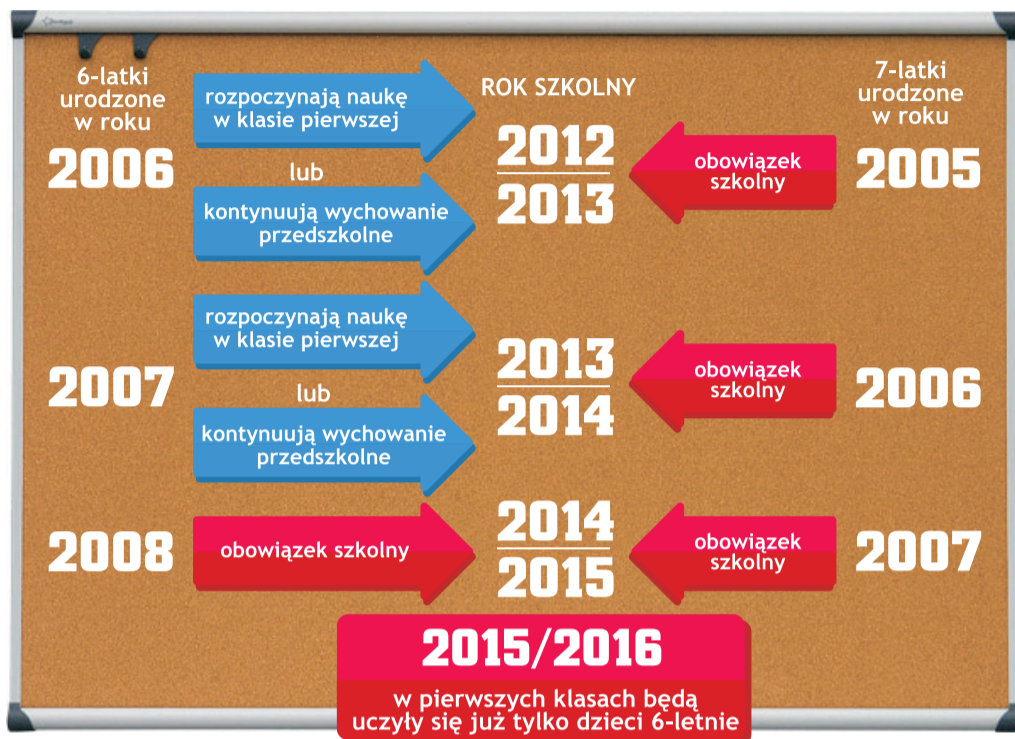 6-latki
urodzone
w roku
2006
rozpoczynają naukę
w klasie pierwszej
lub
kontynuują wychowanie
przedszkolne
ROK SZKOLNY
2012
2013
obowiązek
szkolny
7-latki
urodzone
w roku
2005
2007
rozpoczynają naukę
w klasie pierwszej
lub
kontynuują wychowanie
przedszkolne
2013
2014
obowiązek
szkolny
2006
2008
obowiązek szkolny
2014
2015
obowiązek
szkolny
2007
2015/2016
w pierwszych klasach będą
uczyły się już tylko dzieci 6-letnie